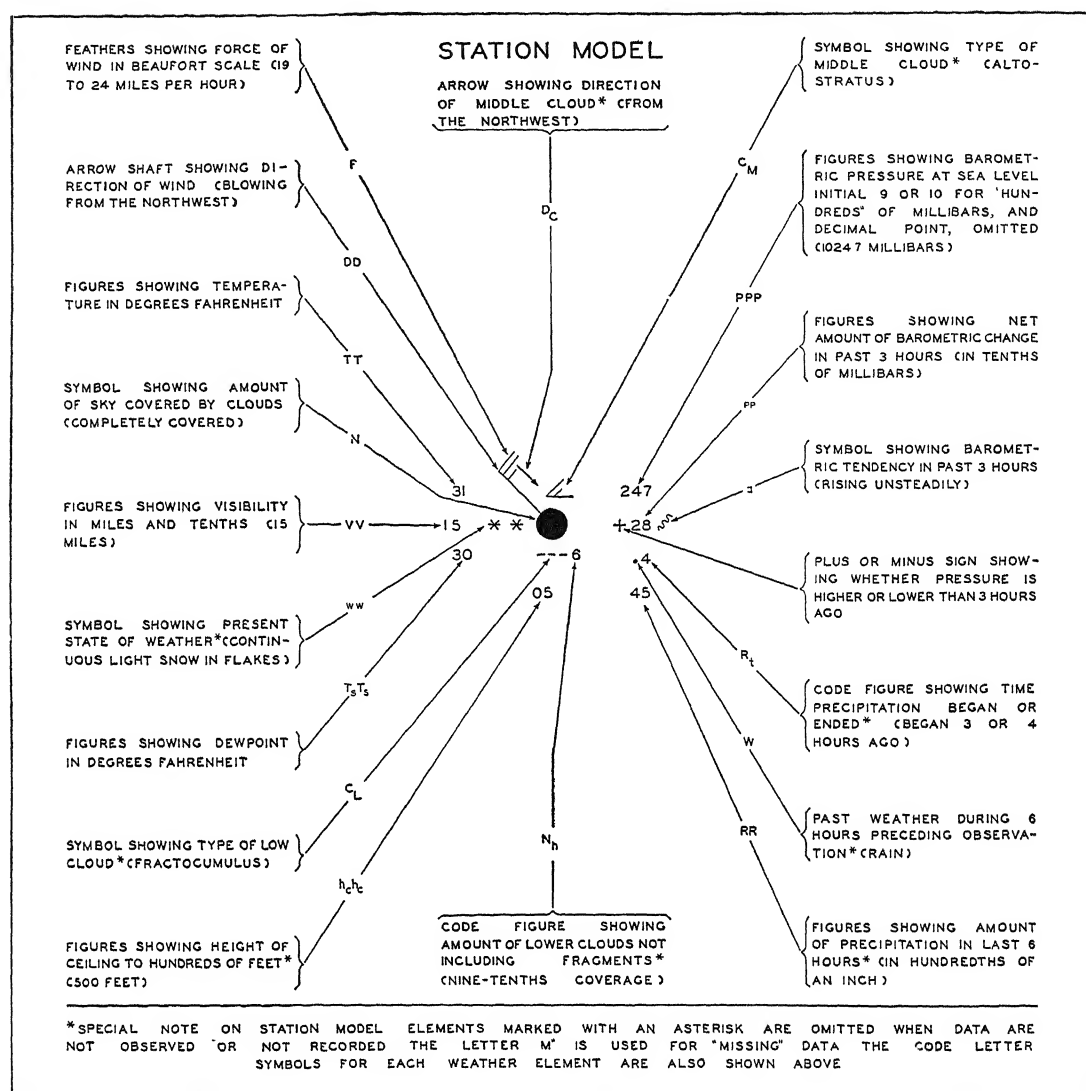 STATION MODEL
FEATHERS SHOWING FORCE OF
WIND IN BEAUFORT SCALE (19
TO 24 MILES PER HOUR)
F
ARROW SHAFT SHOWING DI-
RECTION OF WIND (BLOWING
FROM THE NORTHWEST)
DD
FIGURES SHOWING TEMPERA-
TURE IN DEGREES FAHRENHEIT
TT
SYMBOL SHOWING AMOUNT
OF SKY COVERED BY CLOUDS
(COMPLETELY COVERED)
N
FIGURES SHOWING VISIBILITY
IN MILES AND TENTHS (15
MILES)
VV
SYMBOL SHOWING PRESENT
STATE OF WEATHER* (CONTIN-
UOUS LIGHT SNOW IN FLAKES)
ww
FIGURES SHOWING DEWPOINT
IN DEGREES FAHRENHEIT
TsTs
SYMBOL SHOWING TYPE OF LOW
CLOUD* (FRACTOCUMULUS)
CL
FIGURES SHOWING HEIGHT OF
CEILING TO HUNDREDS OF FEET*
(500 FEET)
hchc
ARROW SHOWING DIRECTION
OF MIDDLE CLOUD* (FROM
THE NORTHWEST)
DC
31
247
15
* *
+28
30
---6
.4
05
45
Nh
CODE FIGURE SHOWING
AMOUNT OF LOWER CLOUDS NOT
INCLUDING FRAGMENTS*
(NINE-TENTHS COVERAGE)
SYMBOL SHOWING TYPE OF
MIDDLE CLOUD* (ALTO-
STRATUS)
CM
FIGURES SHOWING BAROMET-
RIC PRESSURE AT SEA LEVEL
INITIAL 9 OR 10 FOR 'HUN-
DREDS" OF MILLIBARS, AND
DECIMAL POINT, OMITTED
(10247 MILLIBARS)
PPP
FIGURES SHOWING NET
AMOUNT OF BAROMETRIC CHANGE
IN PAST 3 HOURS (IN TENTHS
OF MILLIBARS)
PP
SYMBOL SHOWING BAROMET-
RIC TENDENCY IN PAST 3 HOURS
(RISING UNSTEADILY)
PLUS OR MINUS SIGN SHOW-
ING WHETHER PRESSURE IS
HIGHER OR LOWER THAN 3 HOURS
AGO
CODE FIGURE SHOWING TIME
PRECIPITATION BEGAN OR
ENDED* (BEGAN 3 OR 4
HOURS AGO)
Rt
PAST WEATHER DURING 6
HOURS PRECEDING OBSERVA-
TION* (RAIN)
W
FIGURES SHOWING AMOUNT
OF PRECIPITATION IN LAST 6
HOURS* (IN HUNDREDTHS OF
AN INCH)
RR
*SPECIAL NOTE ON STATION MODEL ELEMENTS MARKED WITH AN ASTERISK ARE OMITTED WHEN DATA ARE
NOT OBSERVED OR NOT RECORDED THE LETTER M" IS USED FOR "MISSING" DATA THE CODE LETTER
SYMBOLS FOR EACH WEATHER ELEMENT ARE ALSO SHOWN ABOVE